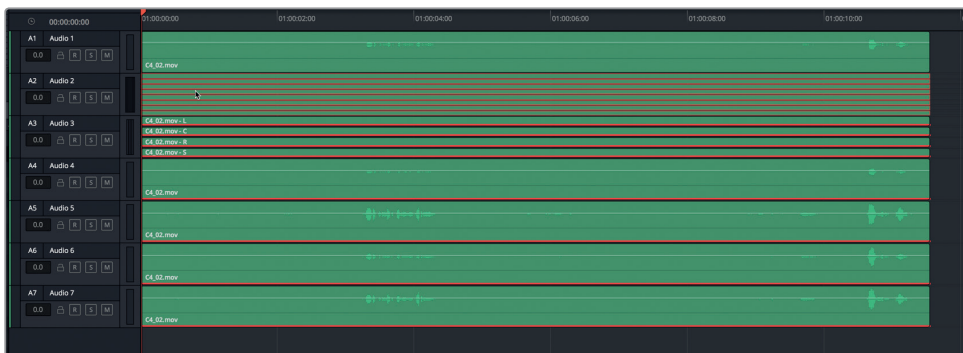 00:00:00:00 01:00:00:00 01:00:02:00 01:00:04:00 01:00:06:00 01:00:08:00 01:00:10:00
A1 Audio 1
0.0 R S M
C4_02.mov
A2 Audio 2
0.0 R S M
A3 Audio 3
0.0 R S M
C4_02.mov - L
C4_02.mov - C
C4_02.mov - R
C4_02.mov - S
A4 Audio 4
0.0 R S M
C4_02.mov
A5 Audio 5
0.0 R S M
C4_02.mov
A6 Audio 6
0.0 R S M
C4_02.mov
A7 Audio 7
0.0 R S M
C4_02.mov